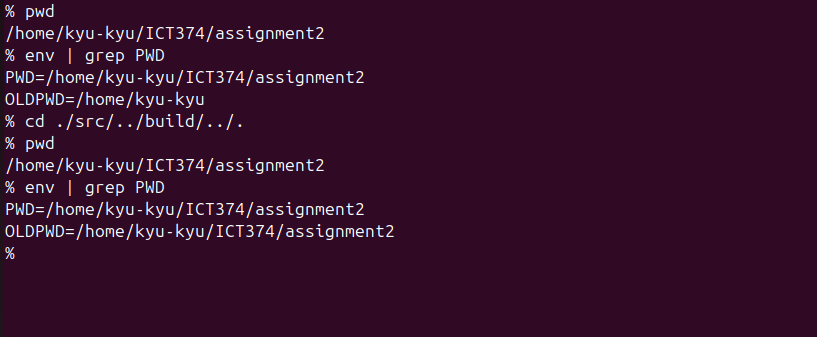 % pwd
/home/kyu-kyu/ICT374/assignment2
% env | grep PWD
PWD=/home/kyu-kyu/ICT374/assignment2
OLDPWD=/home/kyu-kyu
% cd ./src/../build/../.
% pwd
/home/kyu-kyu/ICT374/assignment2
% env | grep PWD
PWD=/home/kyu-kyu/ICT374/assignment2
OLDPWD=/home/kyu-kyu/ICT374/assignment2
%